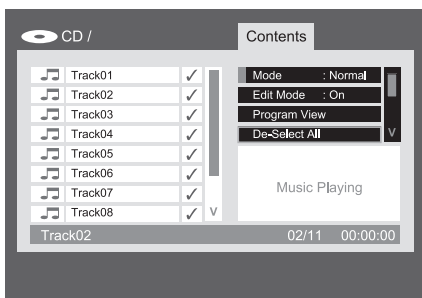 CD /
Contents
Track01 ✓
Track02 ✓
Track03 ✓
Track04 ✓
Track05 ✓
Track06 ✓
Track07 ✓
Track08 ✓
V
Mode : Normal
Edit Mode : On
Program View
De-Select All
V
Music Playing
Track02 02/11 00:00:00